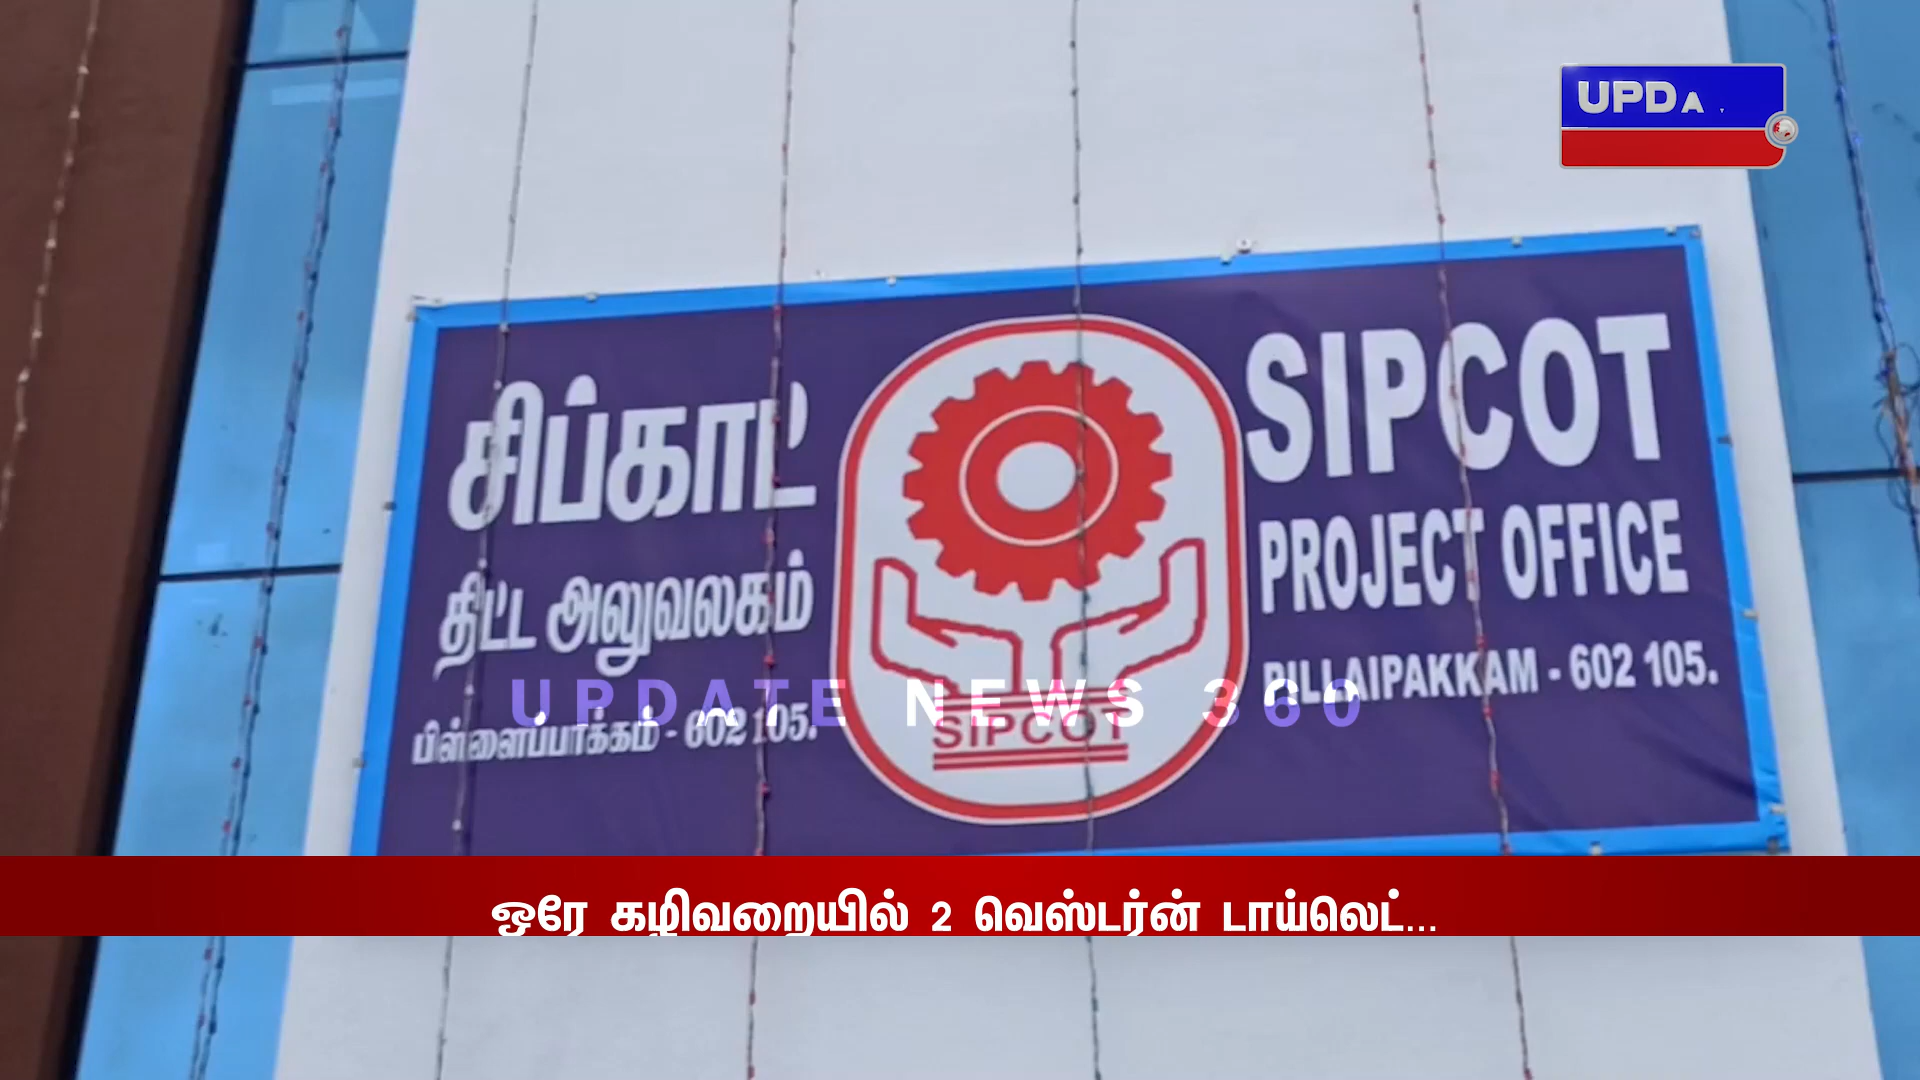 UPDA
சிப்காட்
திட்ட அலுவலகம்
பிள்ளைப்பாக்கம் - 602 105.
SIPCOT
SIPCOT
PROJECT OFFICE
PILLAIPAKKAM - 602 105.
UPDATE NEWS 360
ஒரே கழிவறையில் 2 வெஸ்டர்ன் டாய்லெட்...